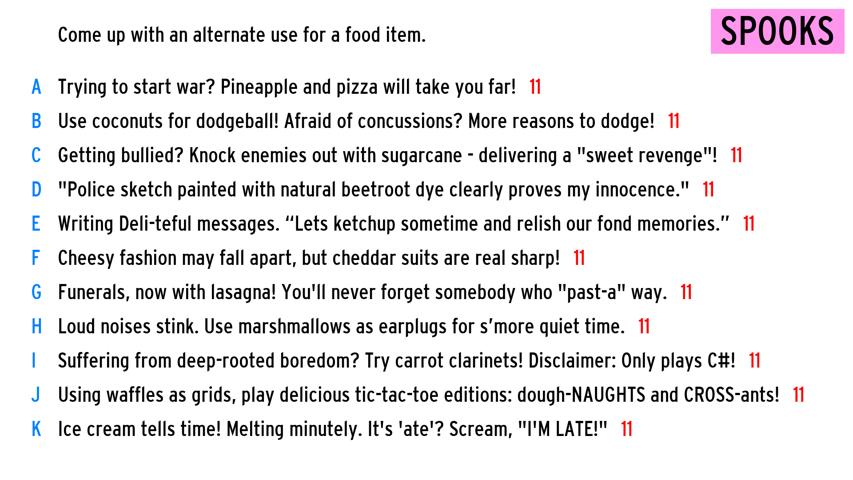 Come up with an alternate use for a food item.
SPOOKS
A Trying to start war? Pineapple and pizza will take you far! 11
B Use coconuts for dodgeball! Afraid of concussions? More reasons to dodge! 11
C Getting bullied? Knock enemies out with sugarcane - delivering a "sweet revenge"! 11
D "Police sketch painted with natural beetroot dye clearly proves my innocence." 11
E Writing Deli-teful messages. “Lets ketchup sometime and relish our fond memories.” 11
F Cheesy fashion may fall apart, but cheddar suits are real sharp! 11
G Funerals, now with lasagna! You'll never forget somebody who "past-a" way. 11
H Loud noises stink. Use marshmallows as earplugs for s’more quiet time. 11
I Suffering from deep-rooted boredom? Try carrot clarinets! Disclaimer: Only plays C#! 11
J Using waffles as grids, play delicious tic-tac-toe editions: dough-NAUGHTS and CROSS-ants! 11
K Ice cream tells time! Melting minutely. It's 'ate'? Scream, "I'M LATE!" 11